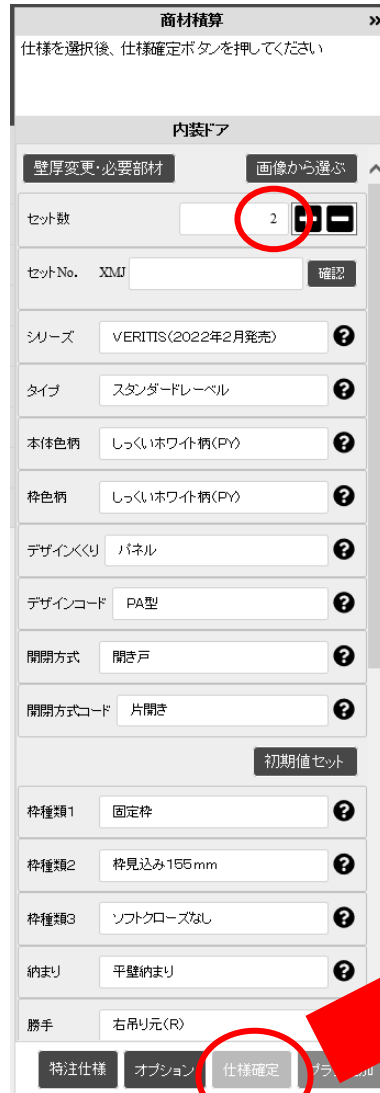 商材積算 »
仕様を選択後、仕様確定ボタンを押してください
内装ドア
壁厚変更・必要部材 画像から選ぶ
セット数 2
セットNo. XMJ 確認
シリーズ VERITIS(2022年2月発売) ?
タイプ スタンダードレーベル ?
本体色柄 しっくいホワイト柄(PY) ?
枠色柄 しっくいホワイト柄(PY) ?
デザインくくり パネル ?
デザインコード PA型 ?
開閉方式 開き戸 ?
開閉方式コード 片開き ?
初期値セット
枠種類1 固定枠 ?
枠種類2 枠見込み155mm ?
枠種類3 ソフトクローズなし ?
納まり 平壁納まり ?
勝手 右吊り元(R)
特注仕様 オプション 仕様確定